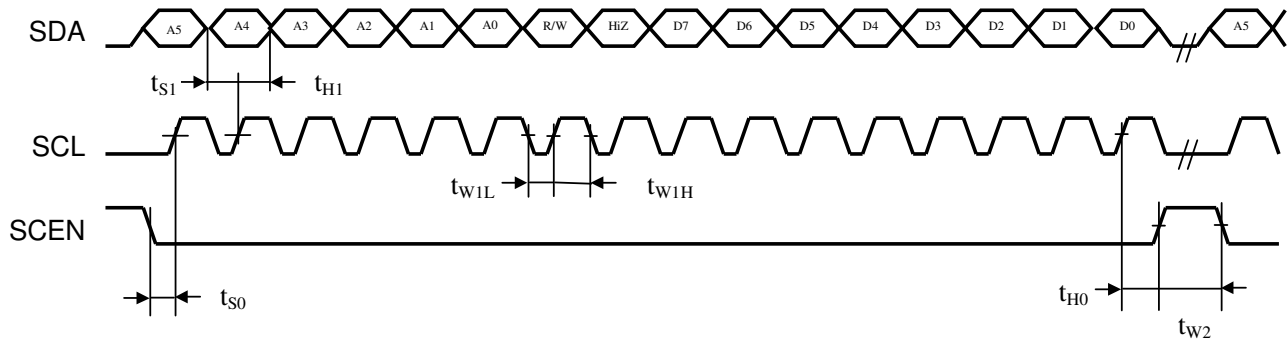 SDA A5 A4 A3 A2 A1 A0 R/W HiZ D7 D6 D5 D4 D3 D2 D1 D0 A5
tS1 tH1
SCL
tW1L tW1H
SCEN
tS0 tH0
tW2